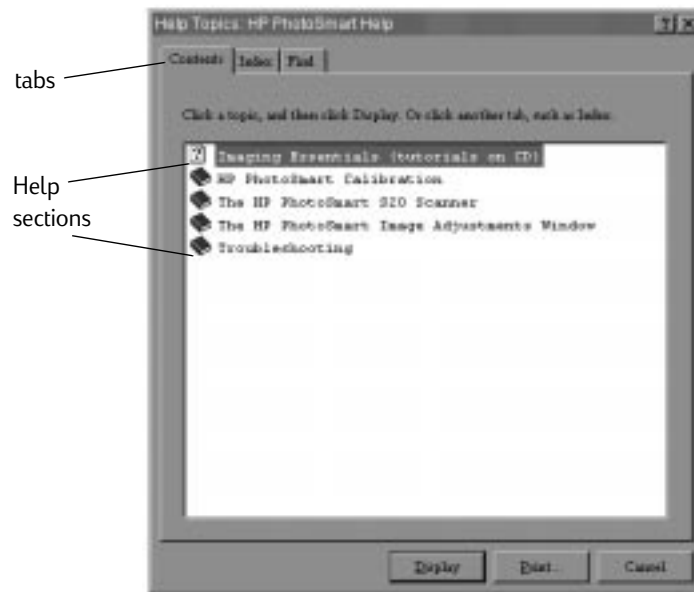 Help Topics: HP PhotoSmart Help
tabs
Contents Index Find
Click a topic, and then click Display. Or click another tab, such as Index.
Imaging Essentials (tutorials on CD)
HP PhotoSmart Calibration
The HP PhotoSmart S20 Scanner
The HP PhotoSmart Image Adjustments Window
Troubleshooting
Help
sections
Display Print... Cancel